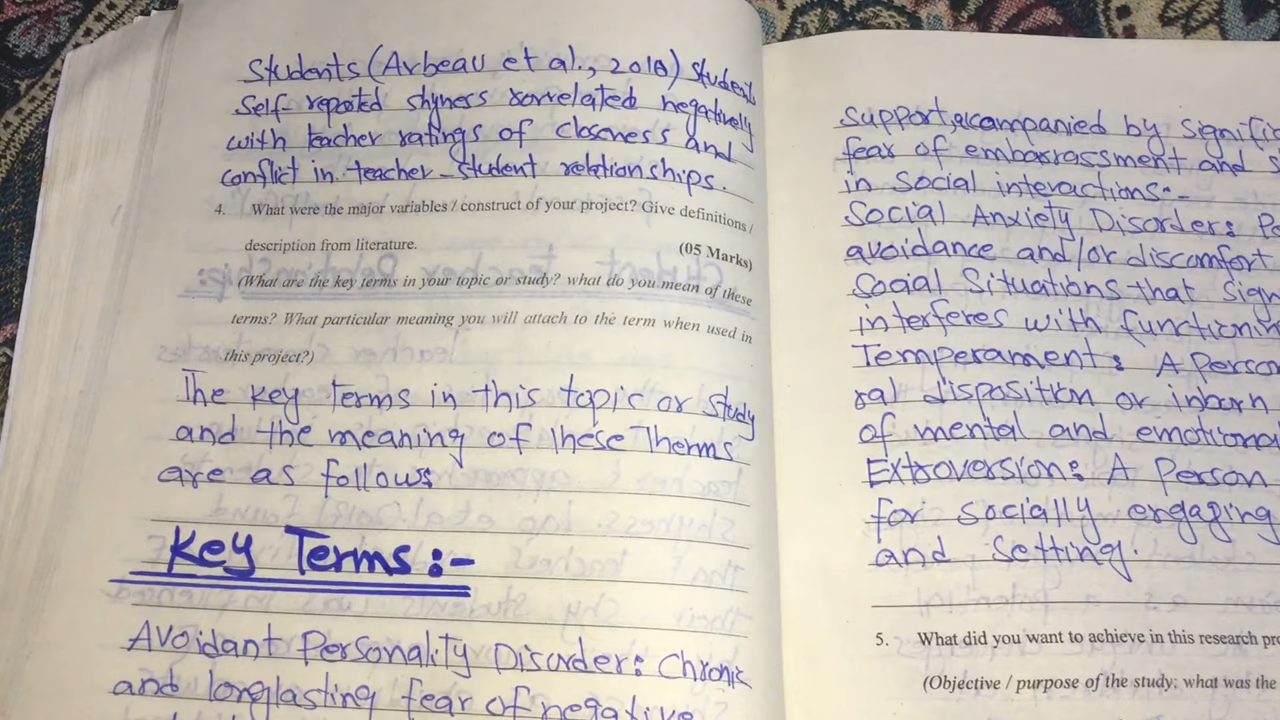 Students (Arbeau et al., 2010) students
Self-reported shyness correlated negatively
with teacher ratings of closeness and
conflict in teacher-student relationships.
4. What were the major variables / construct of your project? Give definitions /
description from literature. (05 Marks)
(What are the key terms in your topic or study? what do you mean of these
terms? What particular meaning you will attach to the term when used in
this project?)
The key Terms in this topic or study
and the meaning of these Therms
are as follows
Key Terms:-
Avoidant Personality Disorder: Chronic
and longlasting fear of negative
support, accompanied by signifi
fear of embarrassment and s
in Social interactions:-
Social Anxiety Disorder: Pe
avoidance and/or discomfort
Social Situations that sign
interferes with functionin
Temperament: A Perso
ral disposition or inborn
of mental and emotiona
Extroversion: A Person
for socially engaging
and setting.
5. What did you want to achieve in this research pro
(Objective / purpose of the study; what was the